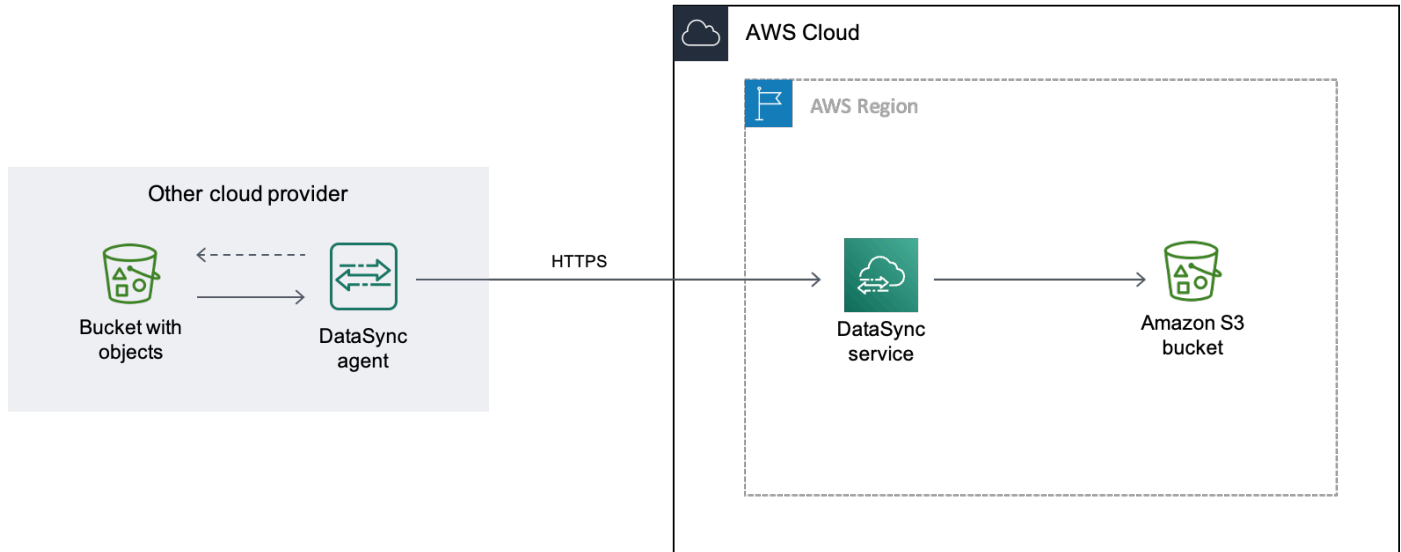 AWS Cloud
AWS Region
Other cloud provider
Bucket with
objects
DataSync
agent
HTTPS
DataSync
service
Amazon S3
bucket